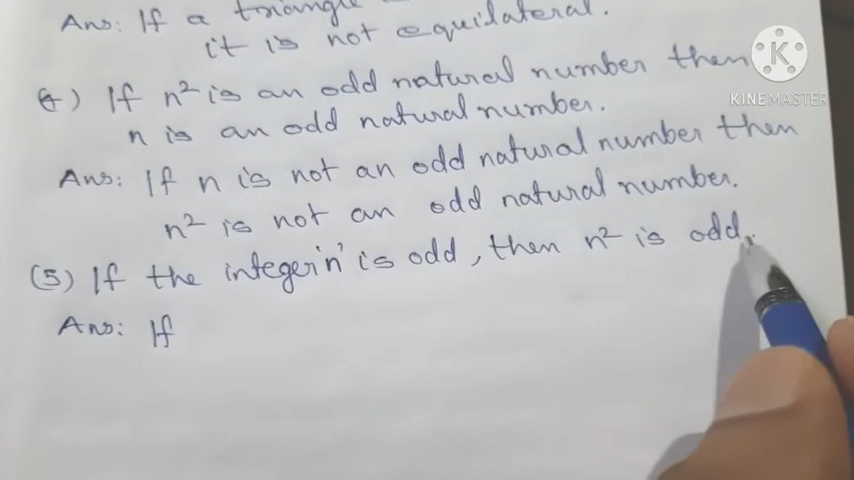 Ans: If a triangle
it is not equilateral.
4) If n² is an odd natural number then
n is an odd natural number.
Ans: If n is not an odd natural number then
n² is not an odd natural number.
(5) If the integer 'n' is odd, then n² is odd.
Ans: If
KINEMASTER